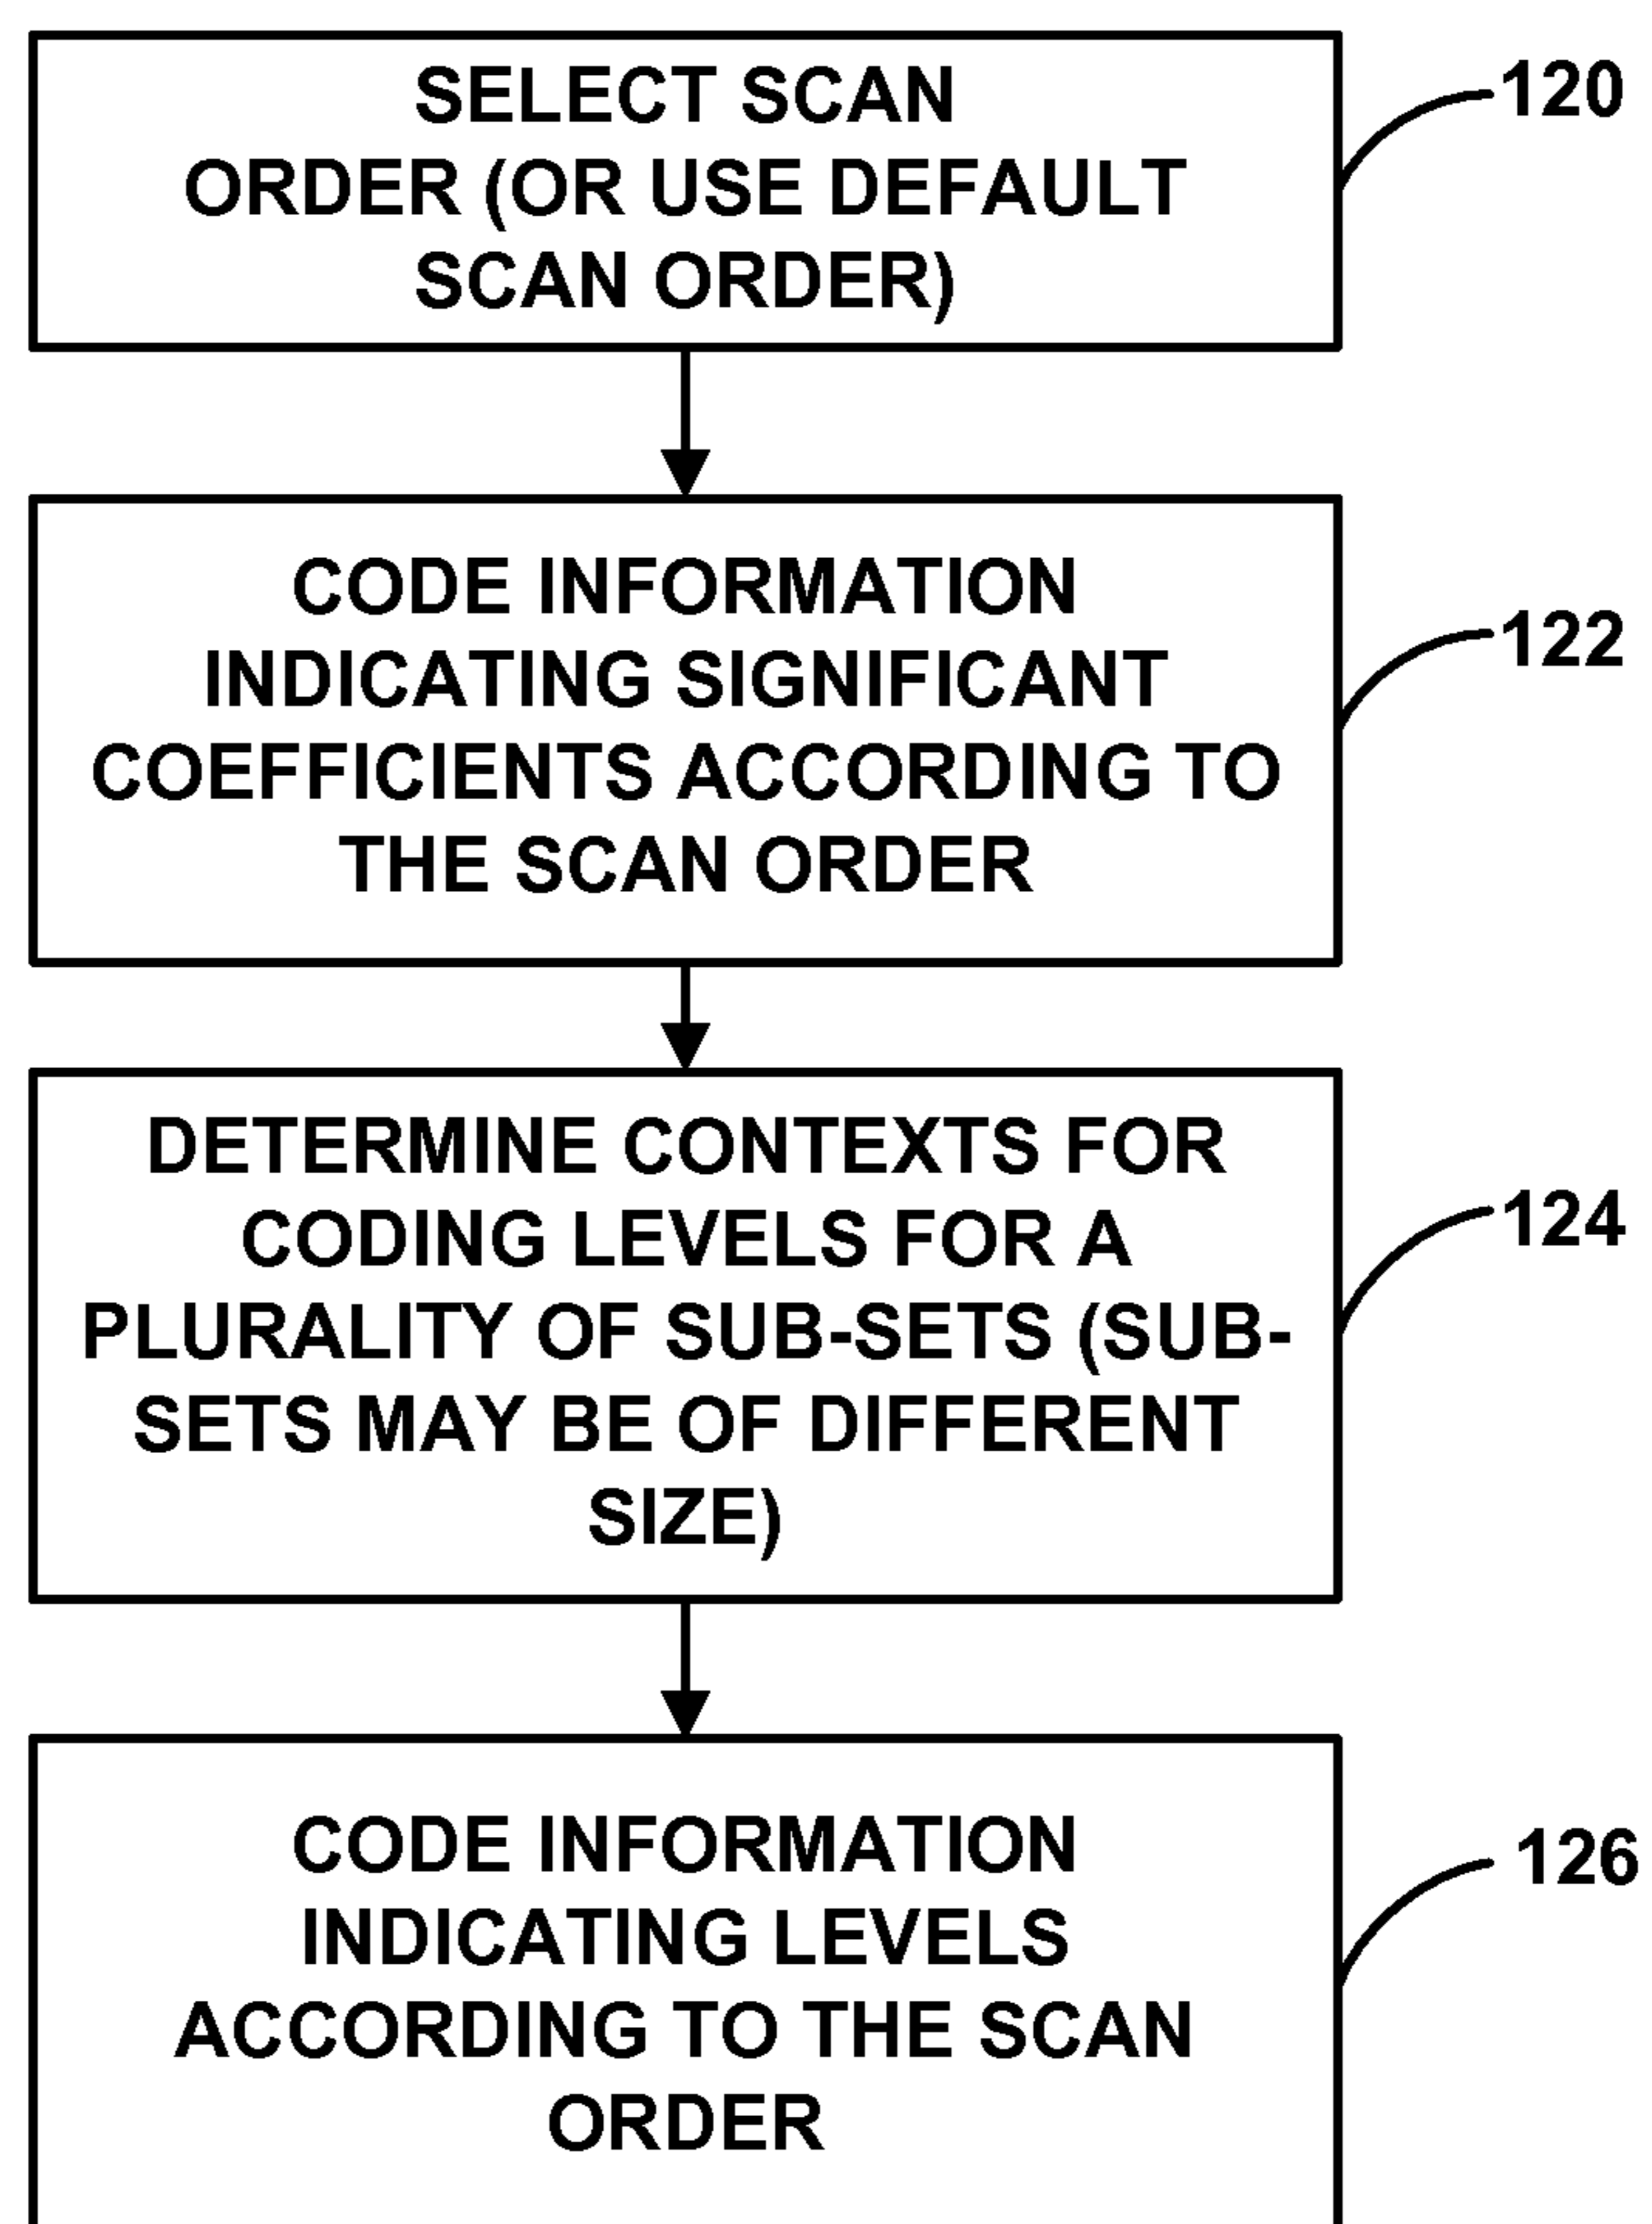 SELECT SCAN
ORDER (OR USE DEFAULT
SCAN ORDER)
120
CODE INFORMATION
INDICATING SIGNIFICANT
COEFFICIENTS ACCORDING TO
THE SCAN ORDER
122
DETERMINE CONTEXTS FOR
CODING LEVELS FOR A
PLURALITY OF SUB-SETS (SUB-
SETS MAY BE OF DIFFERENT
SIZE)
124
CODE INFORMATION
INDICATING LEVELS
ACCORDING TO THE SCAN
ORDER
126